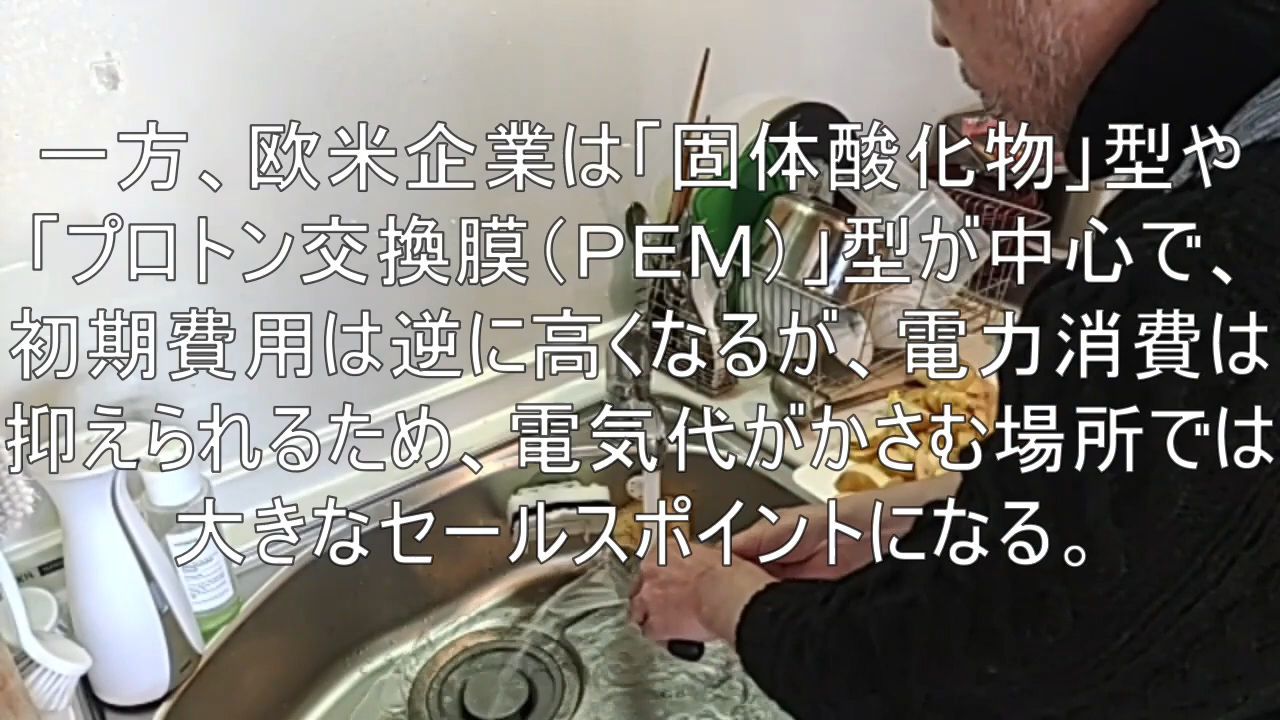 一方、欧米企業は「固体酸化物」型や
「プロトン交換膜（PEM）」型が中心で、
初期費用は逆に高くなるが、電力消費は
抑えられるため、電気代がかさむ場所では
大きなセールスポイントになる。